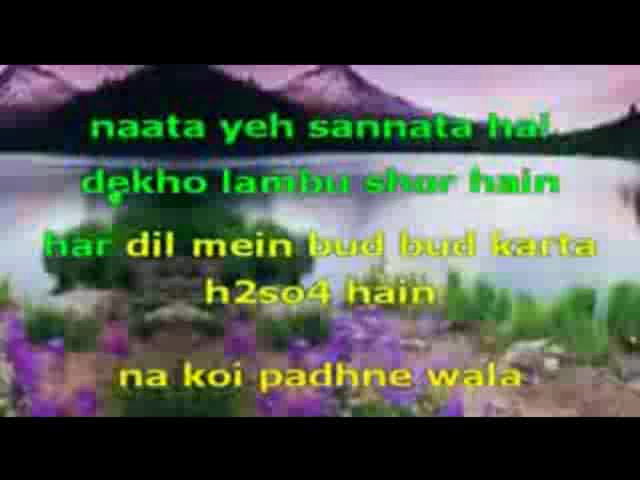 naata yeh sannata hai
dekho lambu shor hain
har dil mein bud bud karta
h2so4 hain
na koi padhne wala